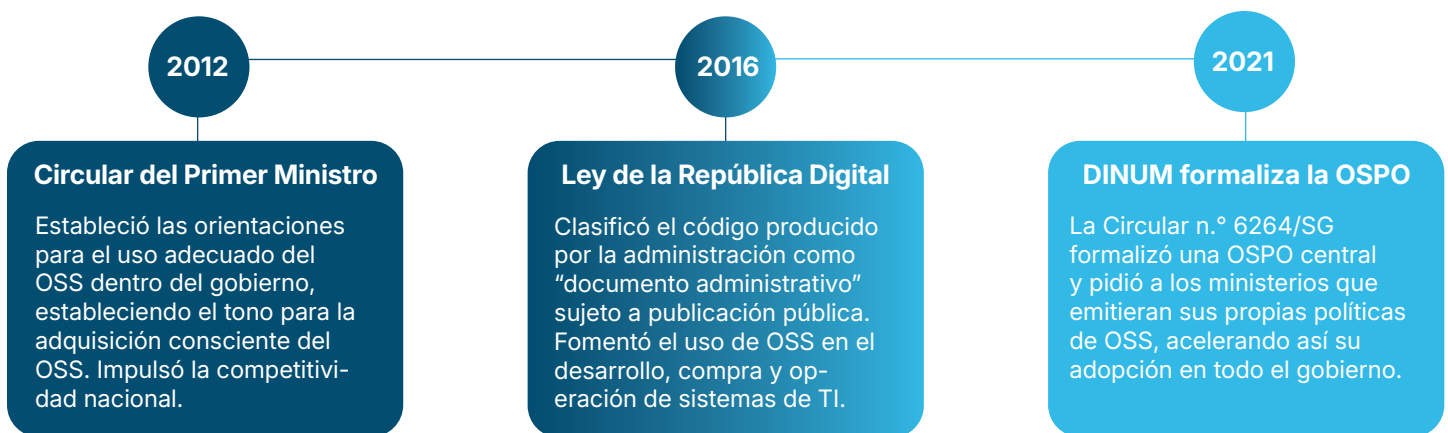 2012
2016
2021
Circular del Primer Ministro
Estableció las orientaciones
para el uso adecuado del
OSS dentro del gobierno,
estableciendo el tono para la
adquisición consciente del
OSS. Impulsó la competitivi-
dad nacional.
Ley de la República Digital
Clasificó el código producido
por la administración como
“documento administrativo”
sujeto a publicación pública.
Fomentó el uso de OSS en el
desarrollo, compra y op-
eración de sistemas de TI.
DINUM formaliza la OSPO
La Circular n.° 6264/SG
formalizó una OSPO central
y pidió a los ministerios que
emitieran sus propias políticas
de OSS, acelerando así su
adopción en todo el gobierno.